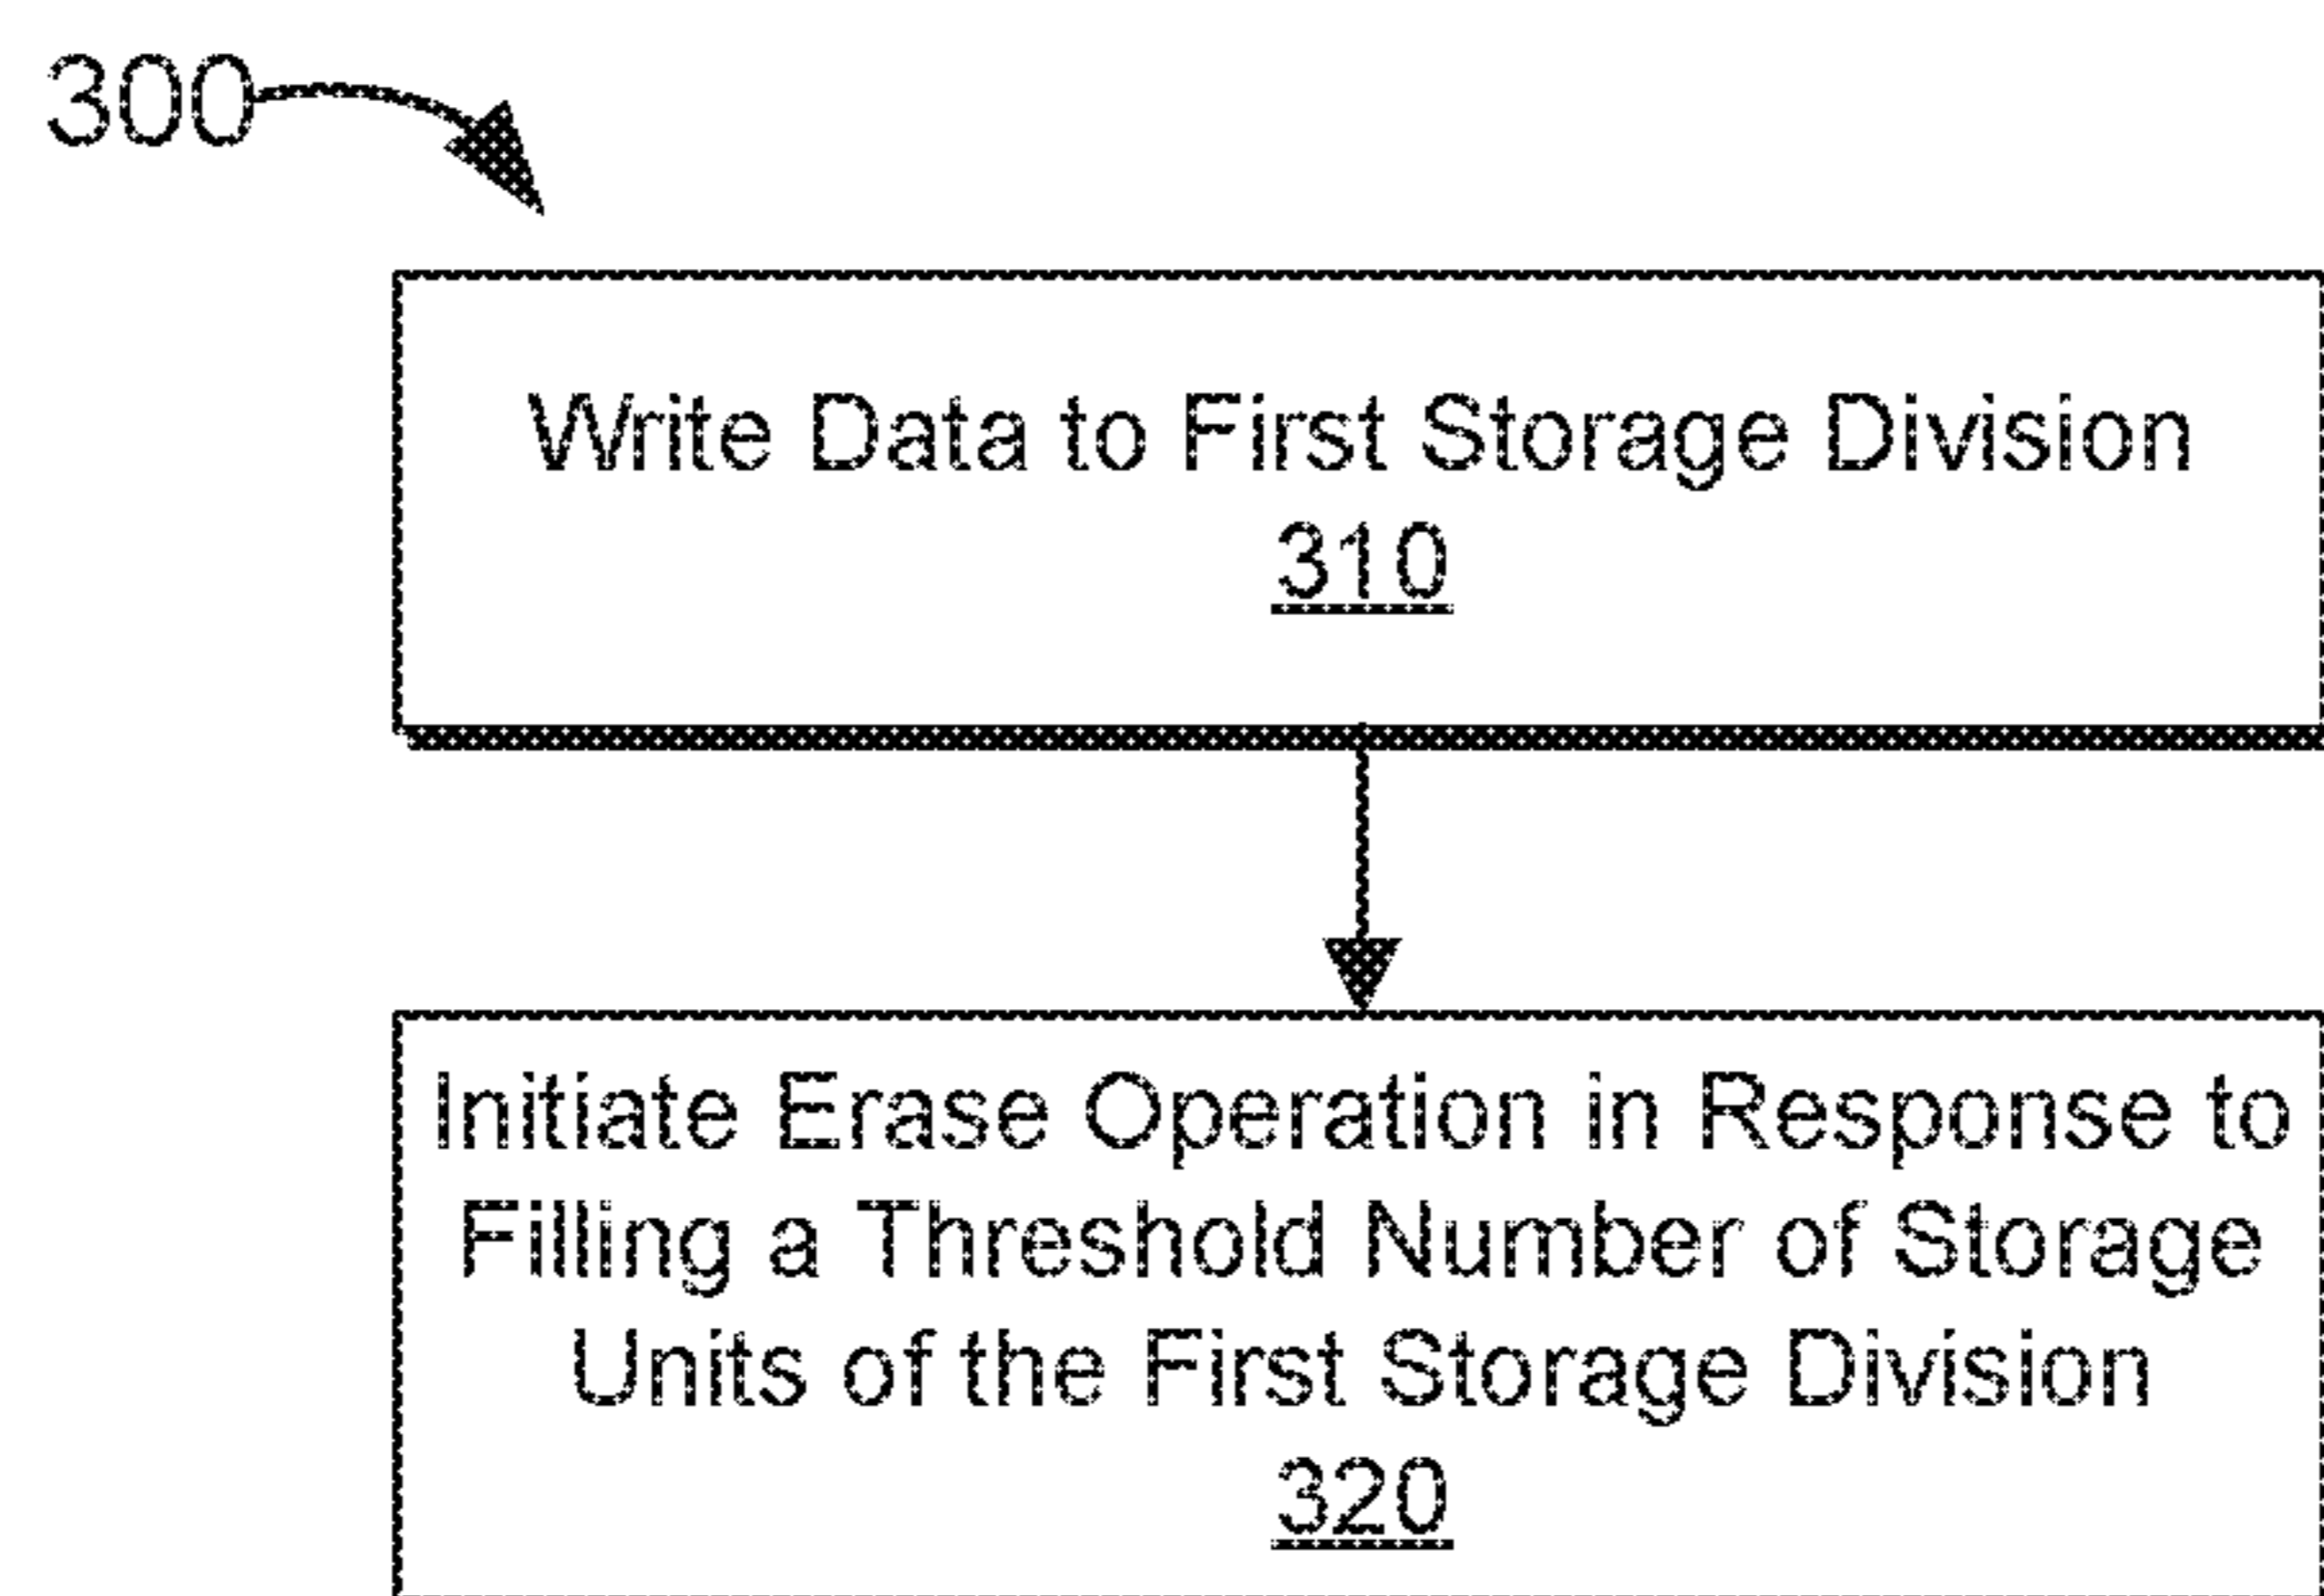 300
Write Data to First Storage Division
310
Initiate Erase Operation in Response to
Filling a Threshold Number of Storage
Units of the First Storage Division
320